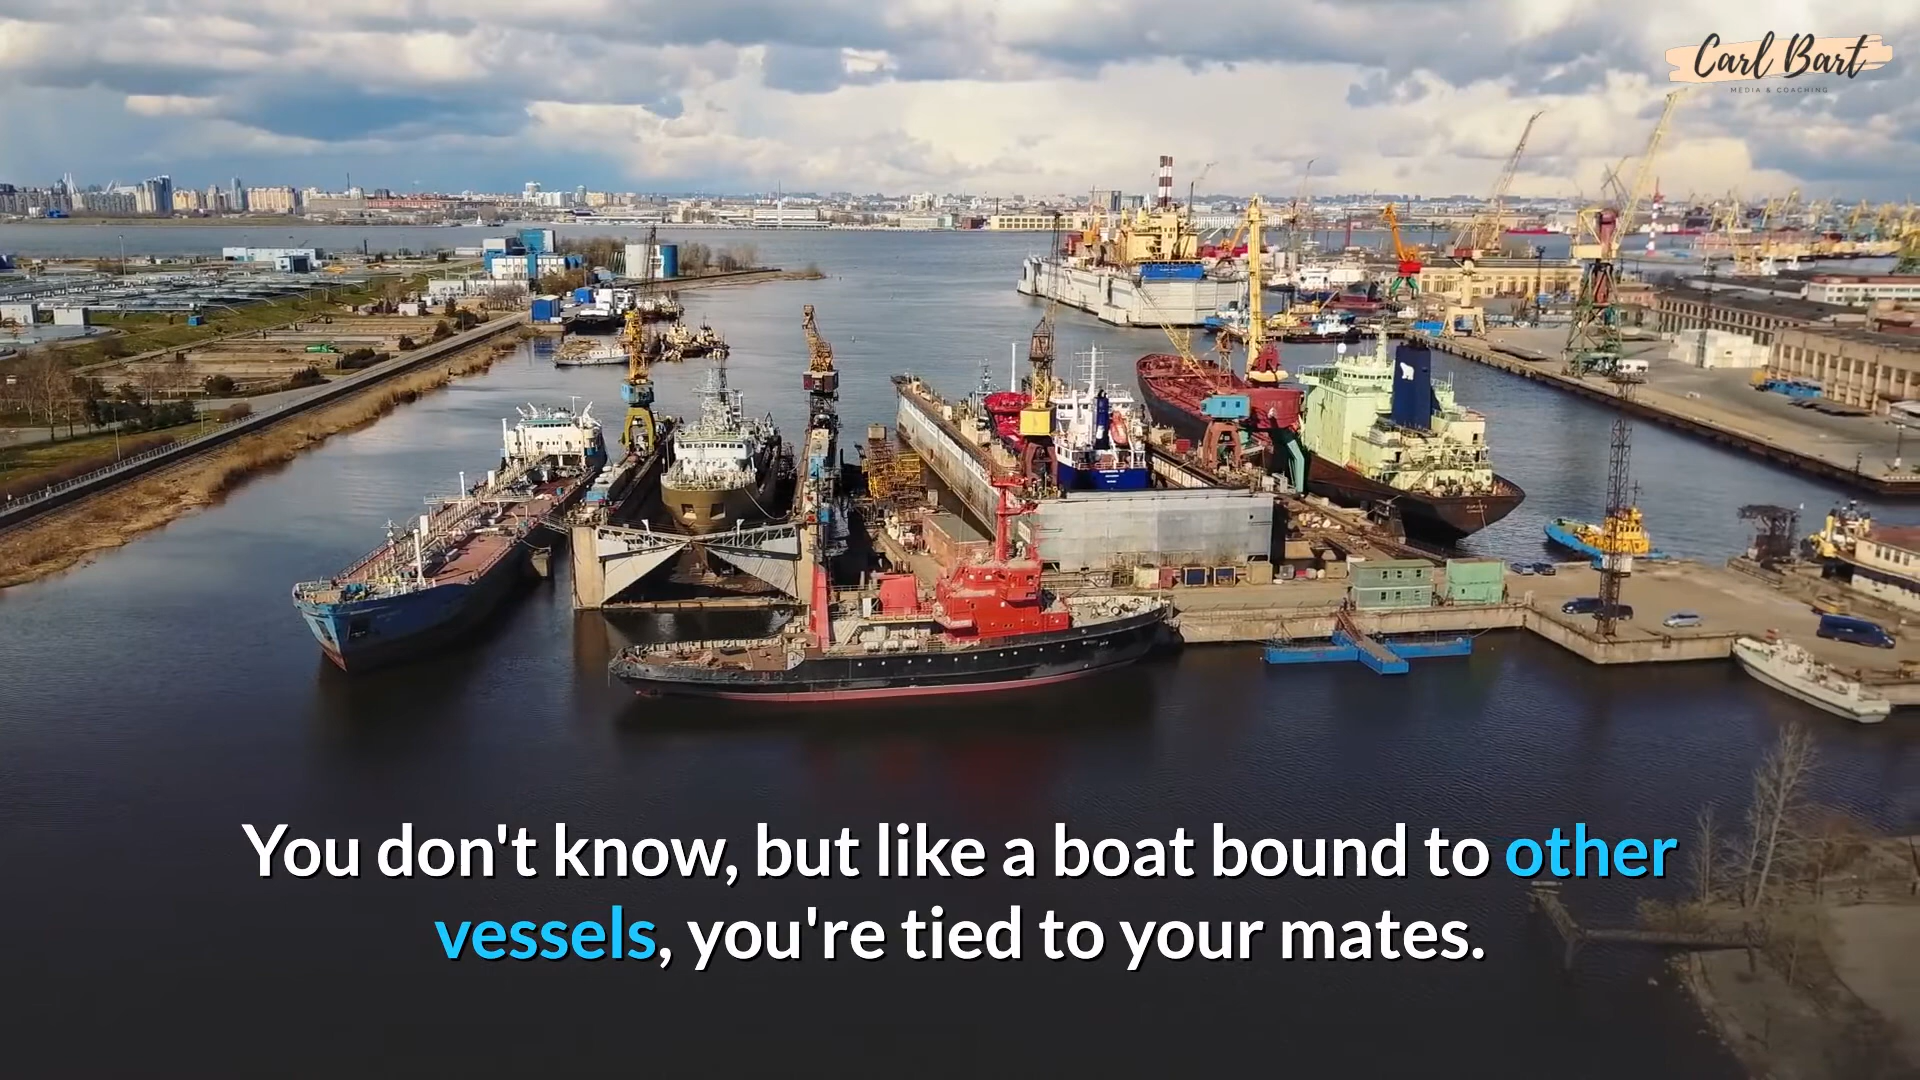 Carl Bart
MEDIA & COACHING
You don't know, but like a boat bound to other
vessels, you're tied to your mates.